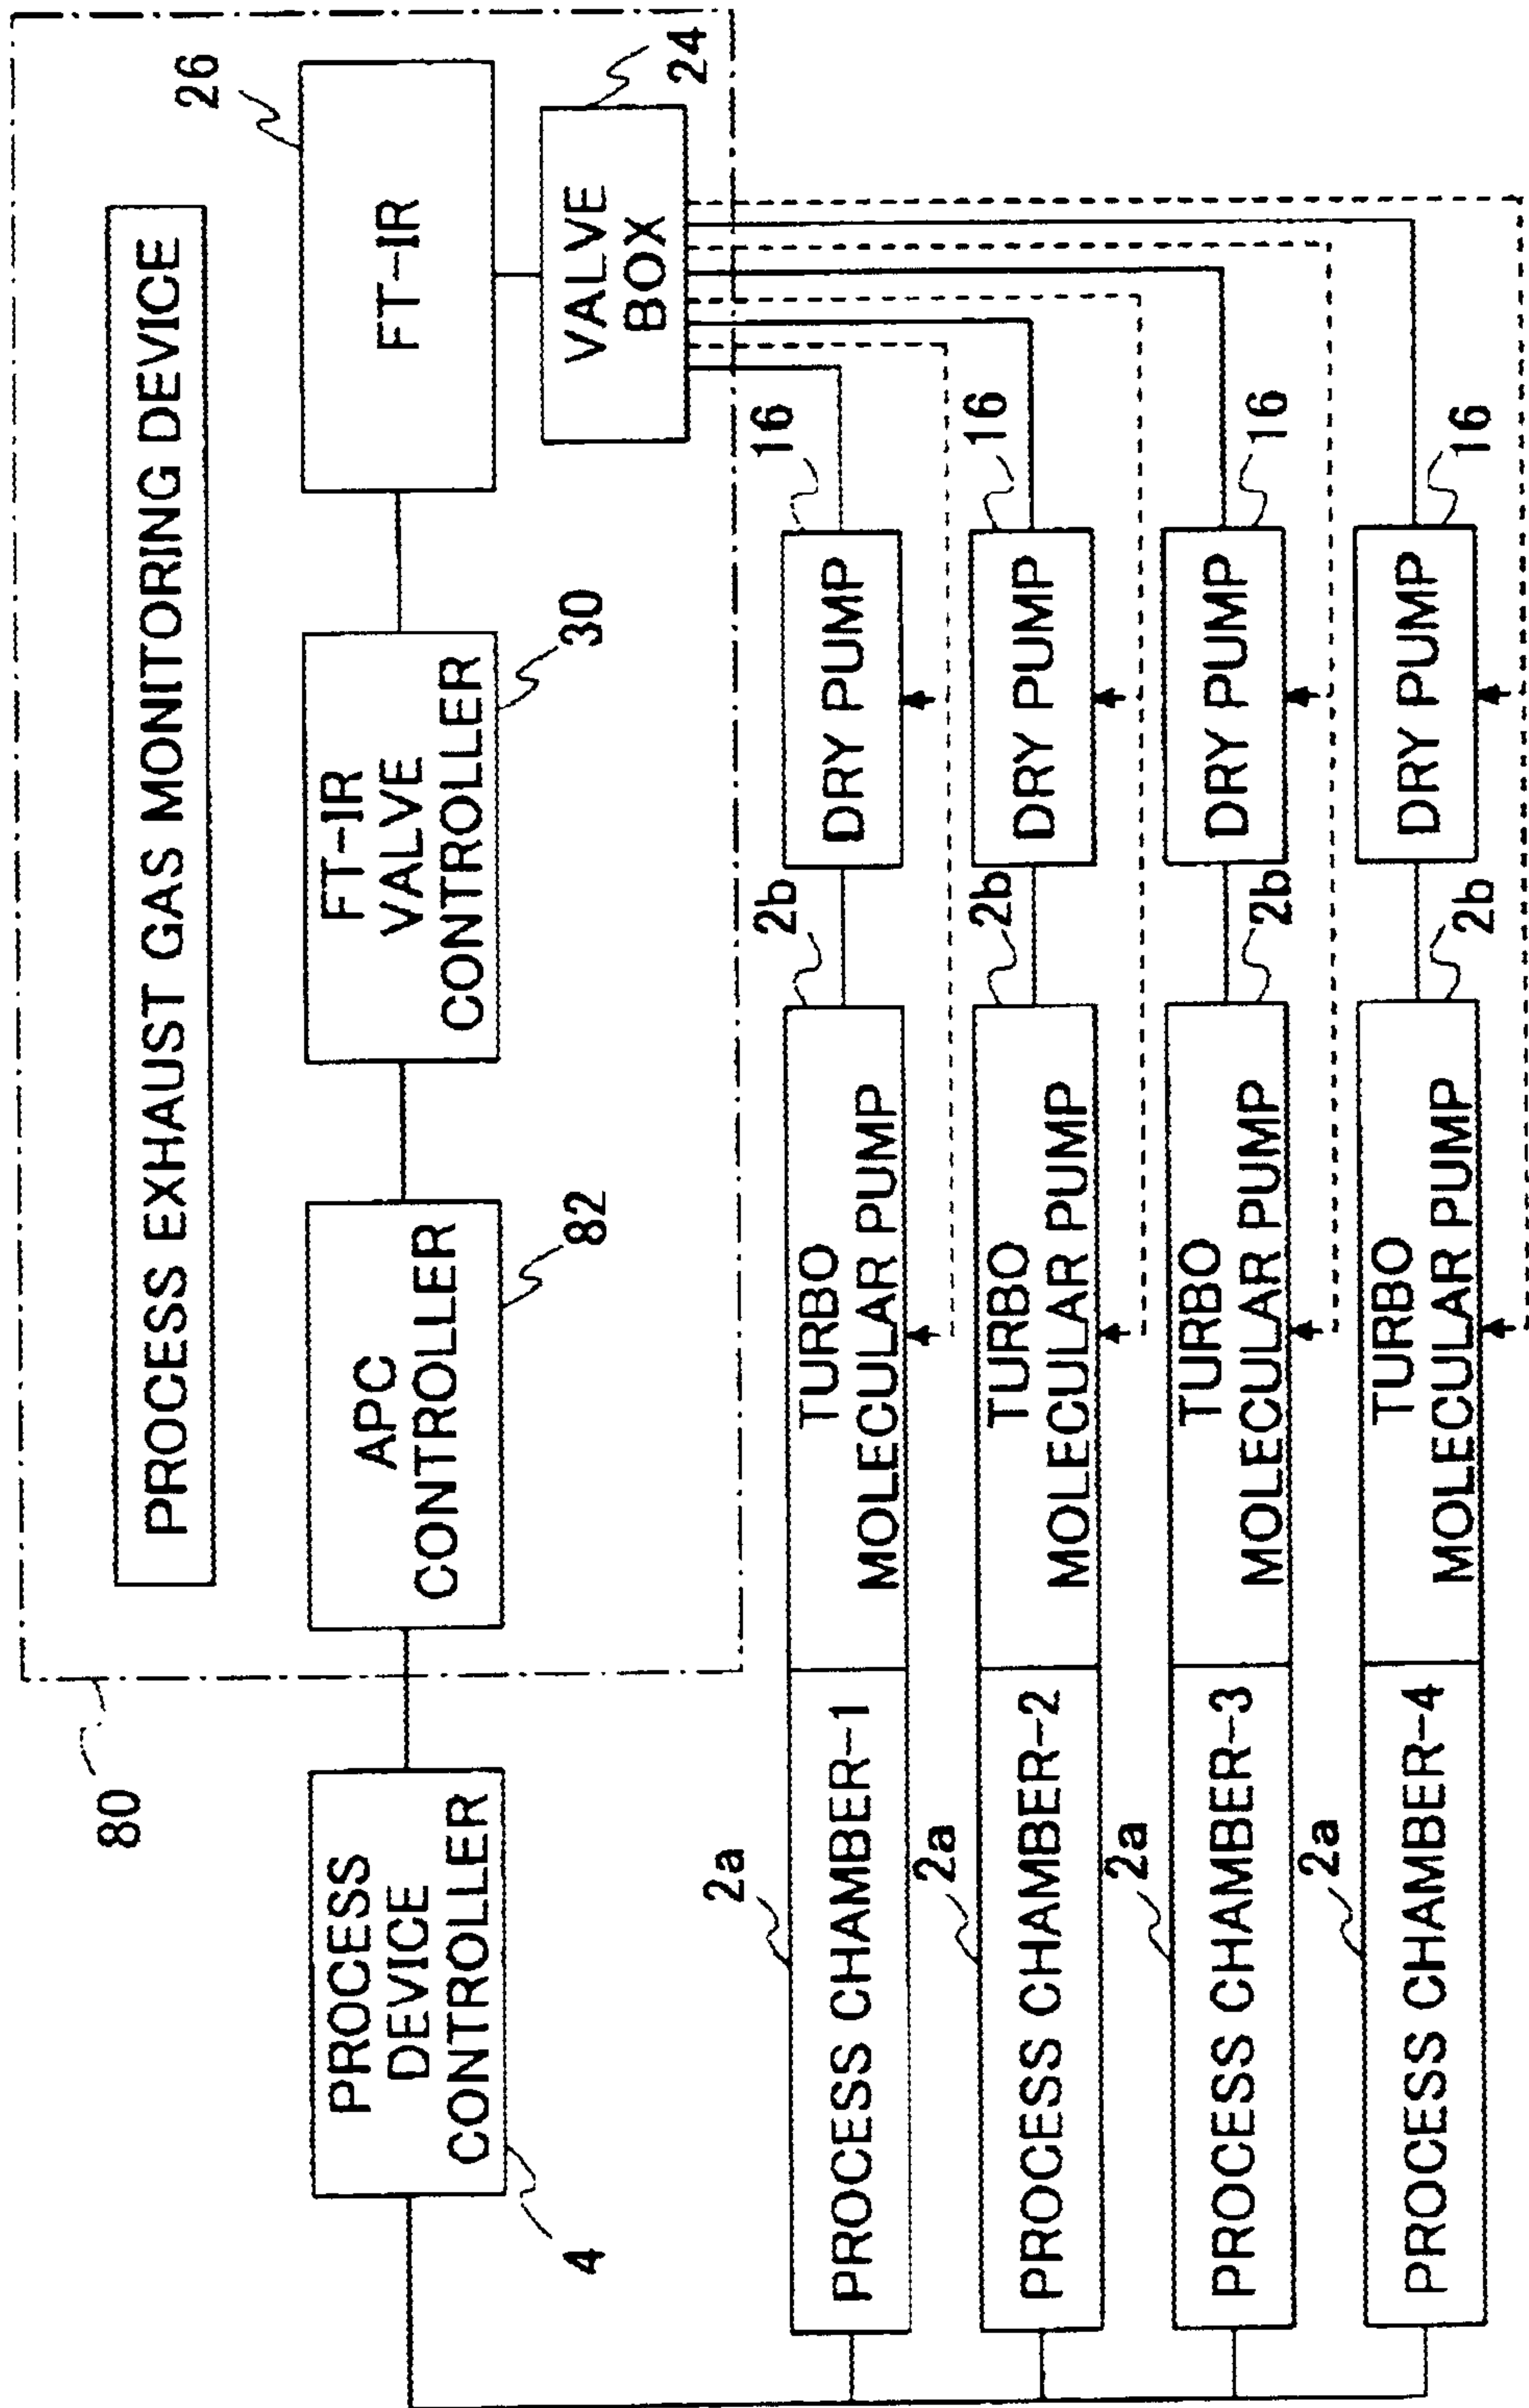 PROCESS EXHAUST GAS MONITORING DEVICE
80
26
PROCESS
DEVICE
CONTROLLER
4
APC
CONTROLLER
82
FT-IR
VALVE
CONTROLLER
30
FT-IR
VALVE
BOX
24
2a
PROCESS CHAMBER-1
TURBO
MOLECULAR PUMP
2b
DRY PUMP
16
2a
PROCESS CHAMBER-2
TURBO
MOLECULAR PUMP
2b
DRY PUMP
16
2a
PROCESS CHAMBER-3
TURBO
MOLECULAR PUMP
2b
DRY PUMP
16
2a
PROCESS CHAMBER-4
TURBO
MOLECULAR PUMP
2b
DRY PUMP
16